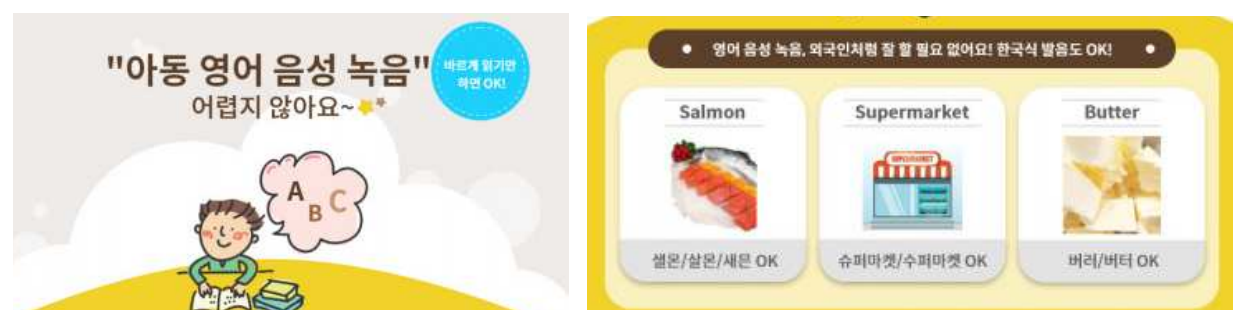 "아동 영어 음성 녹음"
어렵지 않아요~
바르게 읽기만
하면 OK!
A
B
C
영어 음성 녹음, 외국인처럼 잘 할 필요 없어요! 한국식 발음도 OK!
Salmon
Supermarket
Butter
SUPERMARKET
샐몬/살몬/새믄 OK
슈퍼마켓/수퍼마켓 OK
버러/버터 OK